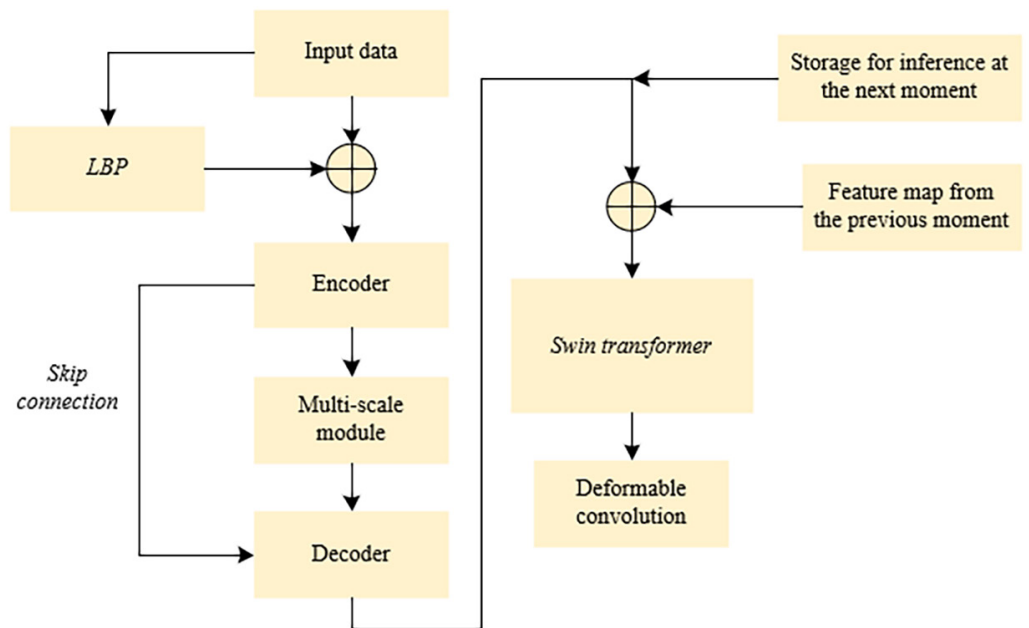 Input data
LBP
Encoder
Skip
connection
Multi-scale
module
Decoder
Storage for inference at
the next moment
Feature map from
the previous moment
Swin transformer
Deformable
convolution